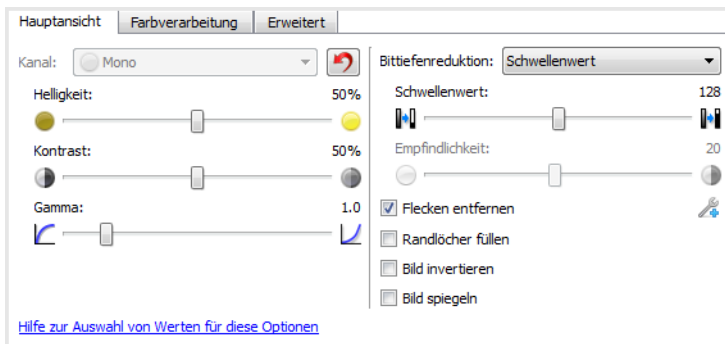 Hauptansicht Farbverarbeitung Erweitert
Kanal: Mono
Helligkeit: 50%
Kontrast: 50%
Gamma: 1.0
Hilfe zur Auswahl von Werten für diese Optionen
Bittiefenreduktion: Schwellenwert
Schwellenwert: 128
Empfindlichkeit: 20
Flecken entfernen
Randlöcher füllen
Bild invertieren
Bild spiegeln